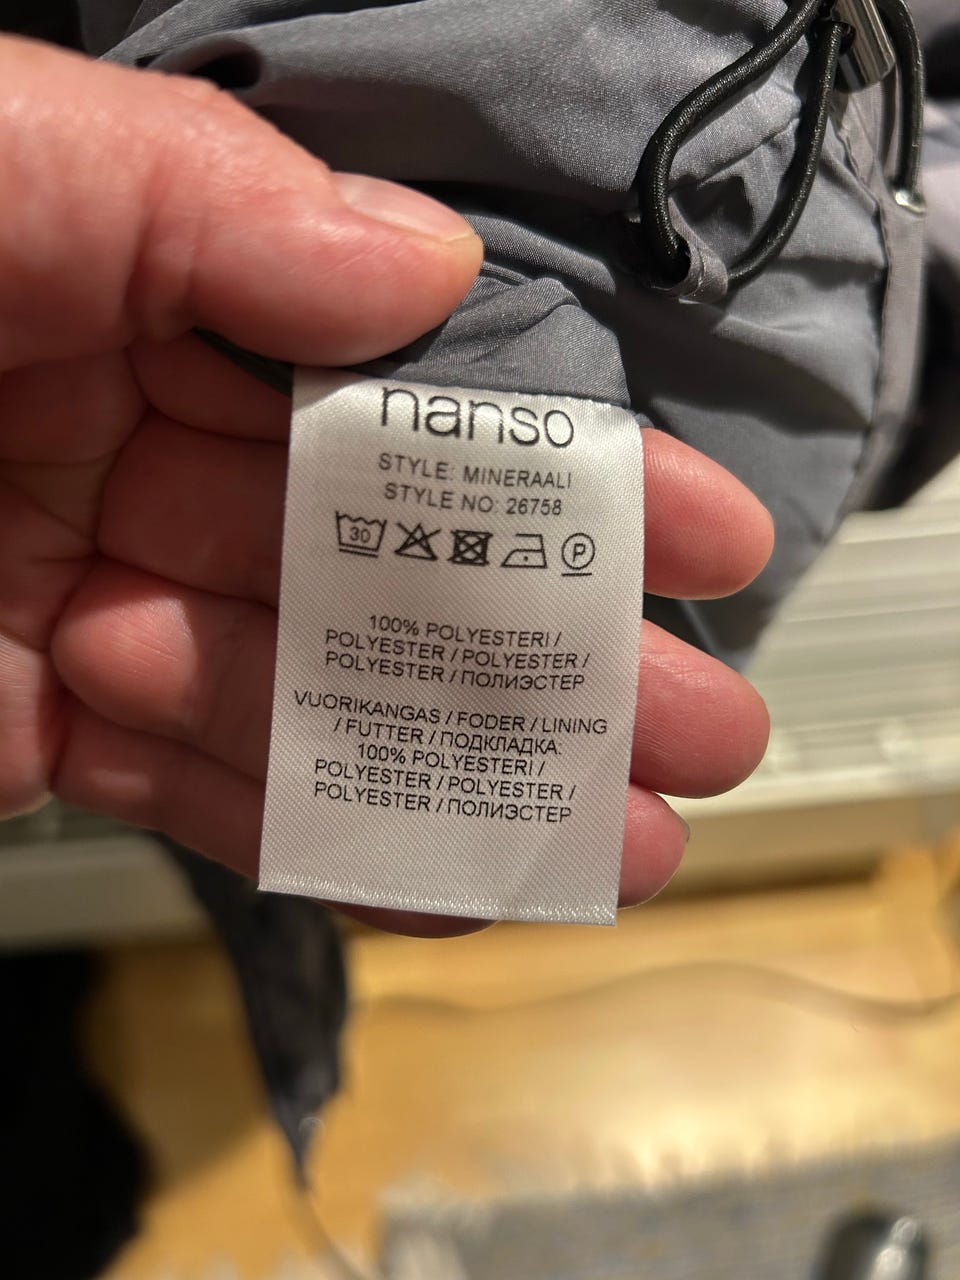 nanso
STYLE: MINERAALI
STYLE NO: 26758
30 P
100% POLYESTERI /
POLYESTER / POLYESTER /
POLYESTER / ПОЛИЭСТЕР
VUORIKANGAS / FODER / LINING
/ FUTTER / ПОДКЛАДКА:
100% POLYESTERI /
POLYESTER / POLYESTER /
POLYESTER / ПОЛИЭСТЕР